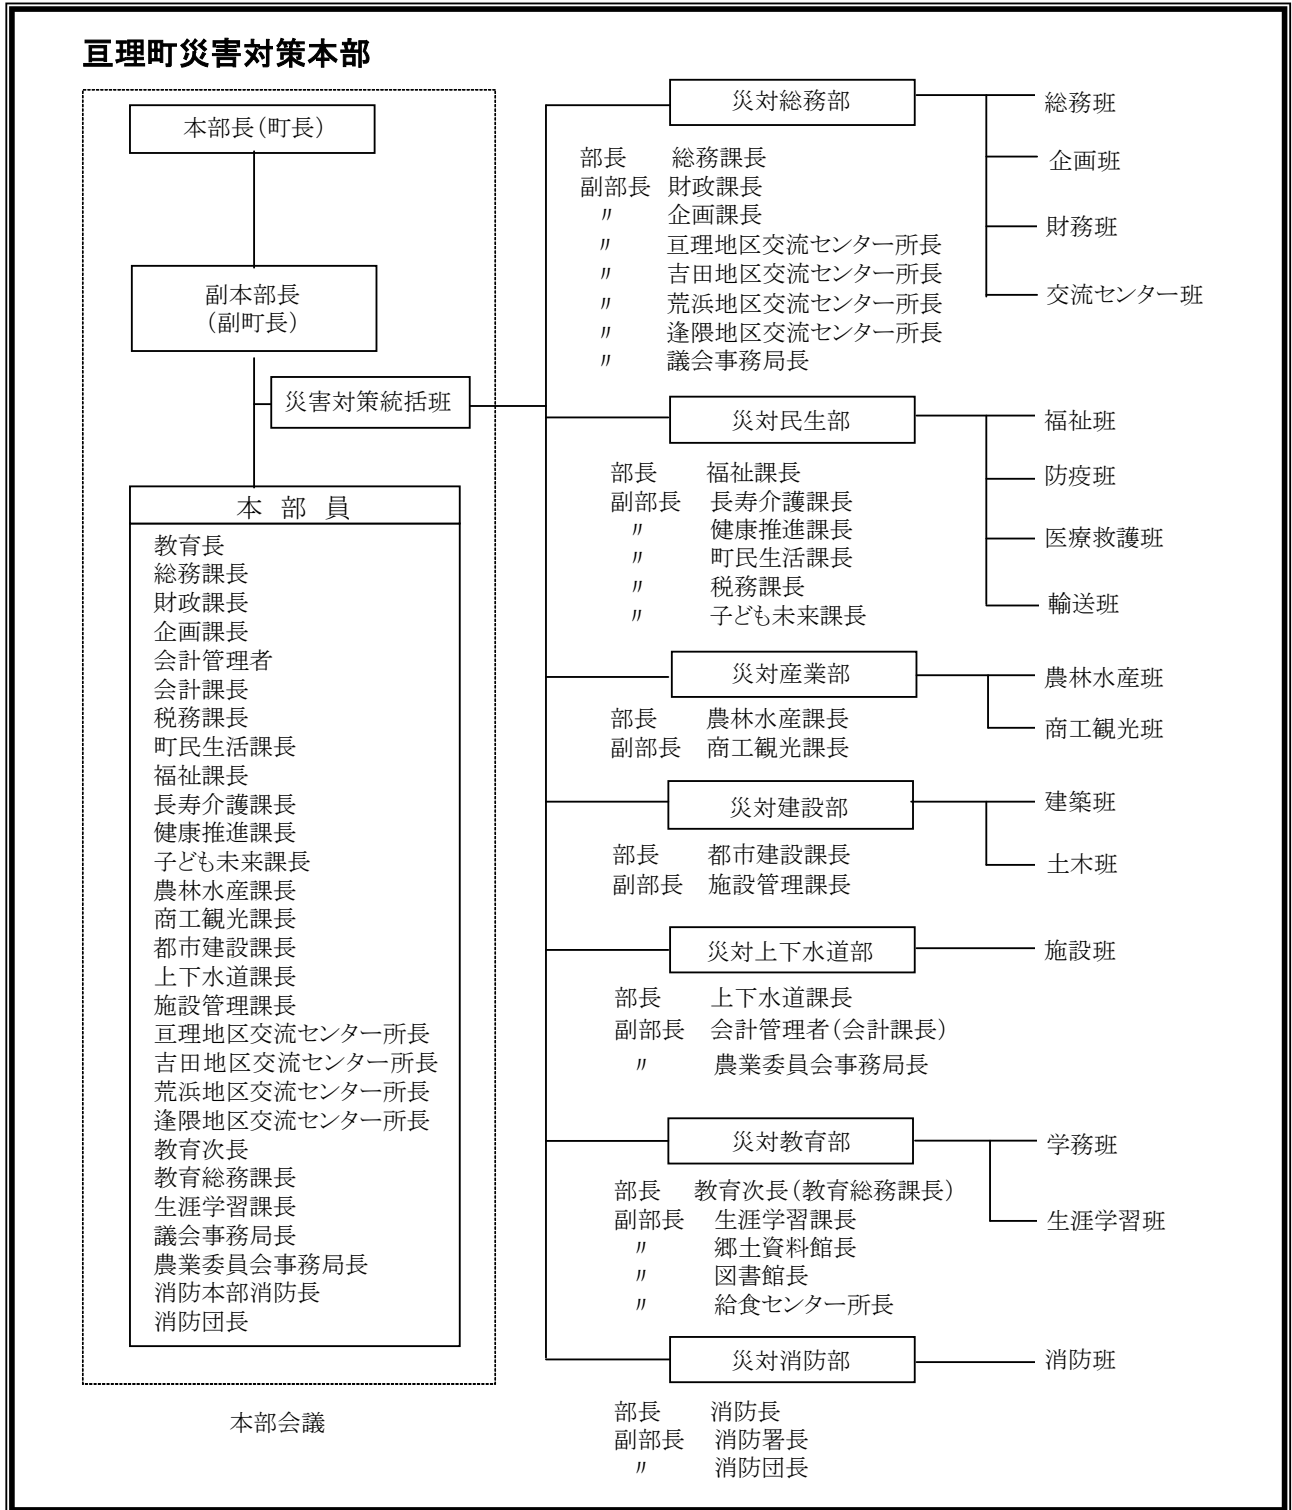 亘理町災害対策本部
本部長(町長)
副本部長
(副町長)
災害対策統括班
本 部 員
教育長
総務課長
財政課長
企画課長
会計管理者
会計課長
税務課長
町民生活課長
福祉課長
長寿介護課長
健康推進課長
子ども未来課長
農林水産課長
商工観光課長
都市建設課長
上下水道課長
施設管理課長
亘理地区交流センター所長
吉田地区交流センター所長
荒浜地区交流センター所長
逢隈地区交流センター所長
教育次長
教育総務課長
生涯学習課長
議会事務局長
農業委員会事務局長
消防本部消防長
消防団長
本部会議
災対総務部
部長 総務課長
副部長 財政課長
〃 企画課長
〃 亘理地区交流センター所長
〃 吉田地区交流センター所長
〃 荒浜地区交流センター所長
〃 逢隈地区交流センター所長
〃 議会事務局長
総務班
企画班
財務班
交流センター班
災対民生部
部長 福祉課長
副部長 長寿介護課長
〃 健康推進課長
〃 町民生活課長
〃 税務課長
〃 子ども未来課長
福祉班
防疫班
医療救護班
輸送班
災対産業部
部長 農林水産課長
副部長 商工観光課長
農林水産班
商工観光班
災対建設部
部長 都市建設課長
副部長 施設管理課長
建築班
土木班
災対上下水道部
部長 上下水道課長
副部長 会計管理者(会計課長)
〃 農業委員会事務局長
施設班
災対教育部
部長 教育次長(教育総務課長)
副部長 生涯学習課長
〃 郷土資料館長
〃 図書館長
〃 給食センター所長
学務班
生涯学習班
災対消防部
部長 消防長
副部長 消防署長
〃 消防団長
消防班